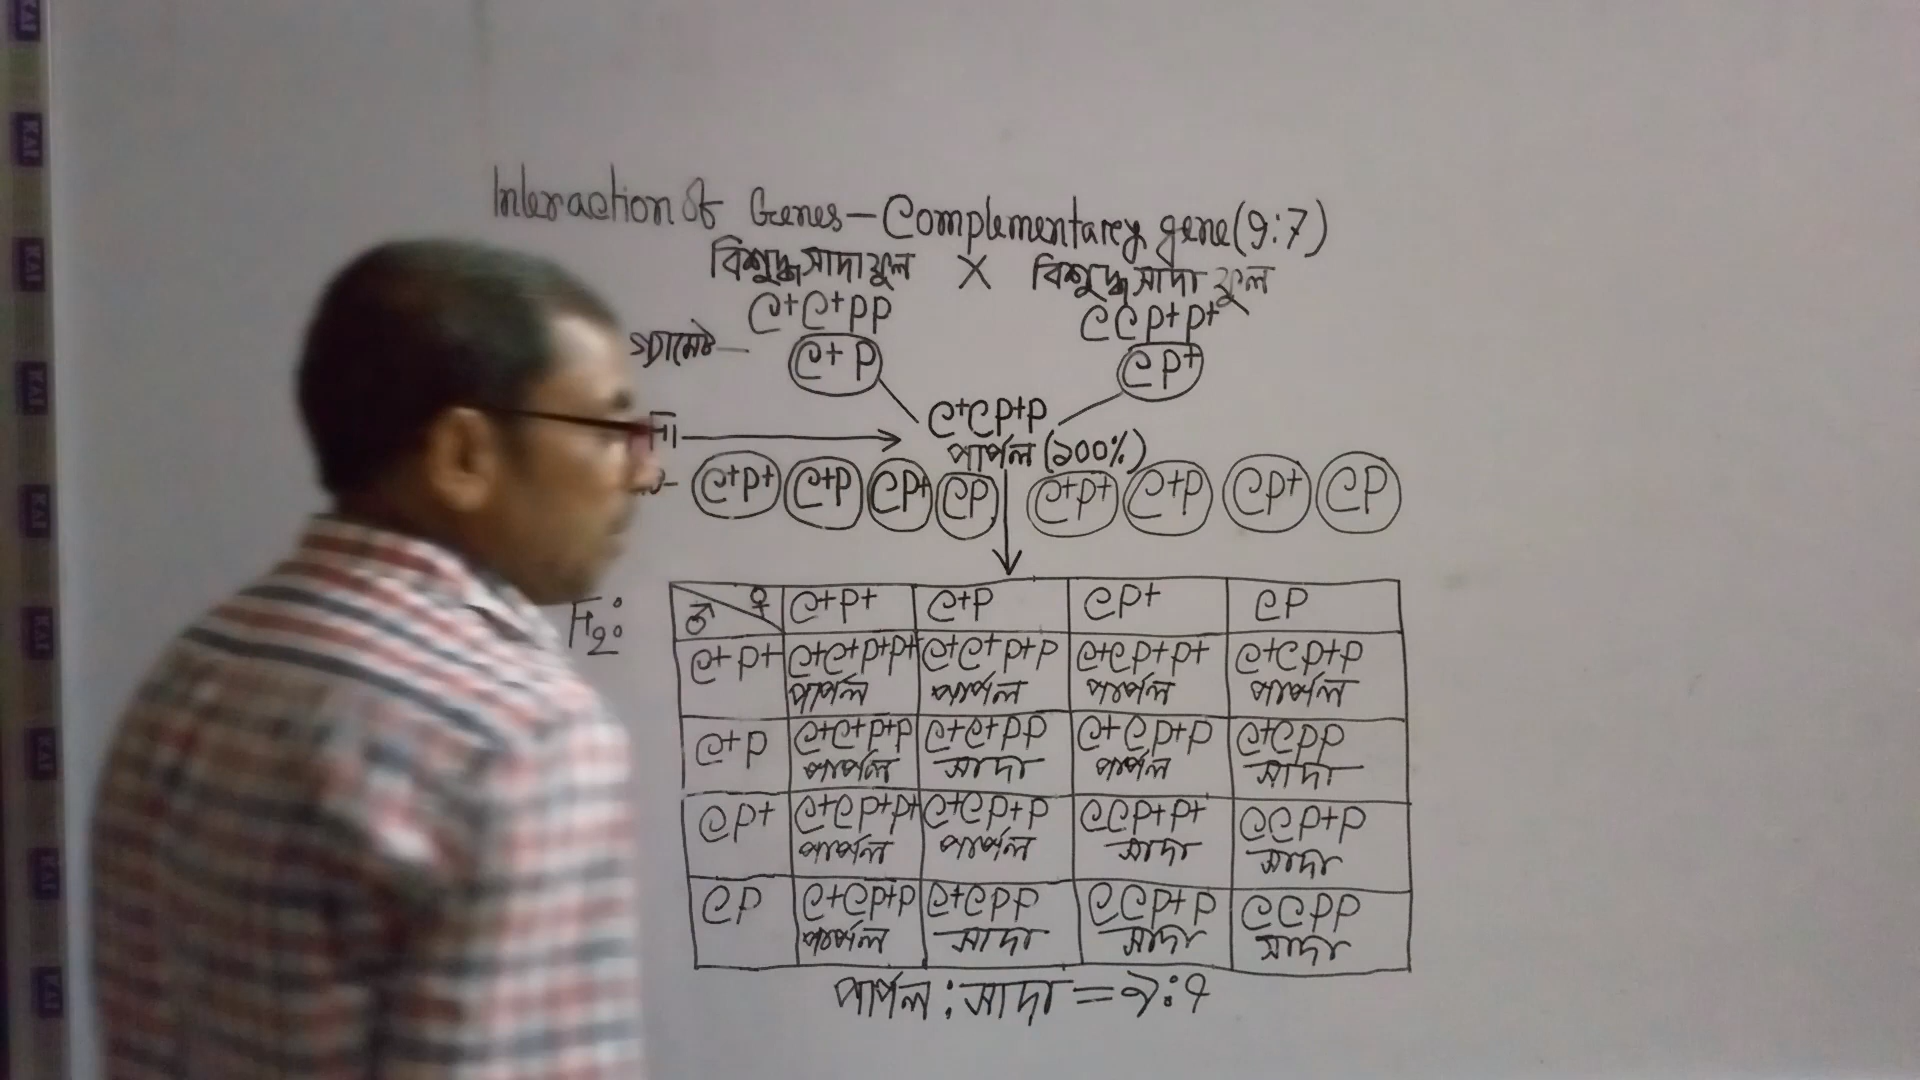 Interaction of Genes – Complementary gene (9:7)
বিশুদ্ধ সাদা ফুল X বিশুদ্ধ সাদা ফুল
C+C+PP CCP+P+
গ্যামেট — C+P CP+
F1 → C+CP+P
পার্পল (১০০%)
C+P+ C+P CP+ CP C+P+ C+P CP+ CP
F2: ♂ ♀ C+P+ C+P CP+ CP
C+P+ C+C+P+P+ C+C+P+P C+CP+P+ C+CP+P
পার্পল পার্পল পার্পল পার্পল
C+P C+C+P+P C+C+PP C+CP+P C+CPP
পার্পল সাদা পার্পল সাদা
CP+ C+CP+P+ C+CP+P CCP+P+ CCP+P
পার্পল পার্পল সাদা সাদা
CP C+CP+P C+CPP CCP+P CCPP
পার্পল সাদা সাদা সাদা
পার্পল : সাদা = ৯:৭